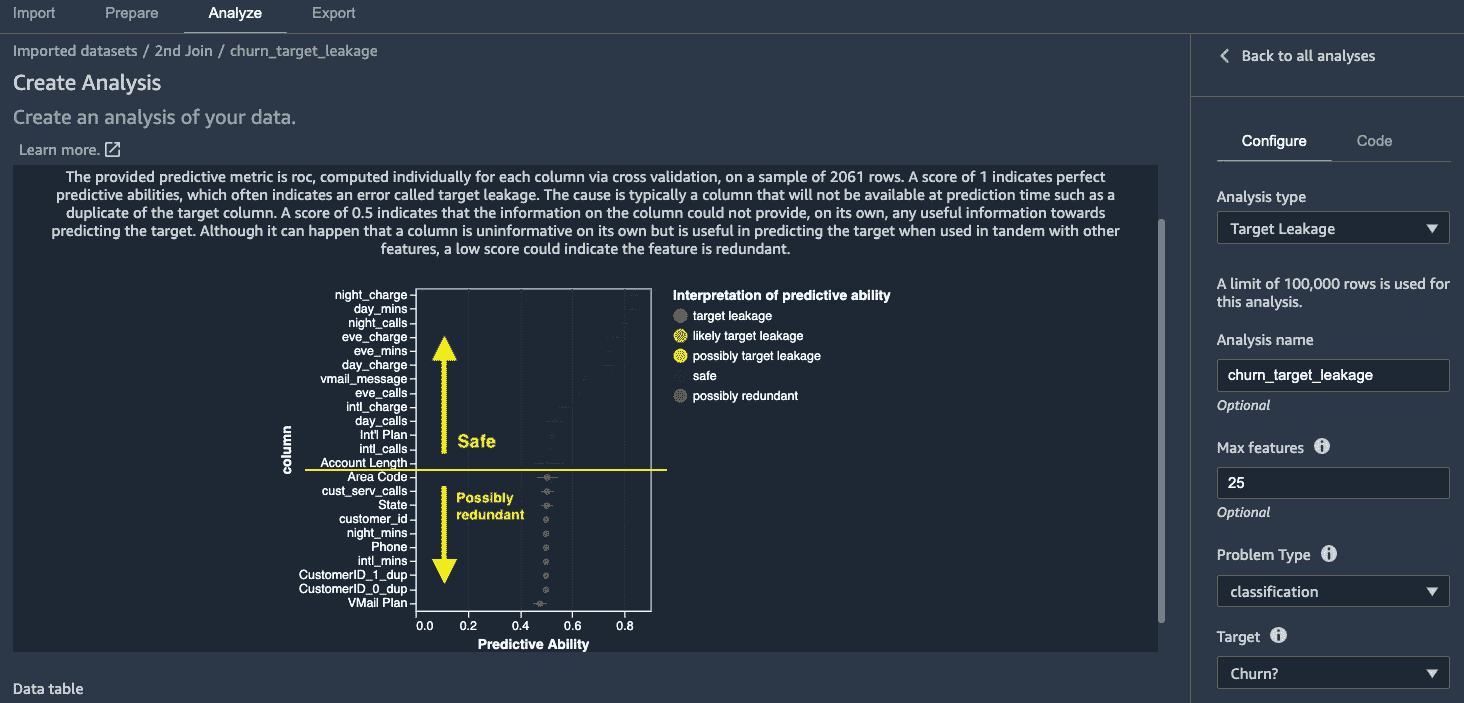 Import Prepare Analyze Export
Imported datasets / 2nd Join / churn_target_leakage
Create Analysis
Create an analysis of your data.
Learn more.
The provided predictive metric is roc, computed individually for each column via cross validation, on a sample of 2061 rows. A score of 1 indicates perfect
predictive abilities, which often indicates an error called target leakage. The cause is typically a column that will not be available at prediction time such as a
duplicate of the target column. A score of 0.5 indicates that the information on the column could not provide, on its own, any useful information towards
predicting the target. Although it can happen that a column is uninformative on its own but is useful in predicting the target when used in tandem with other
features, a low score could indicate the feature is redundant.
night_charge
day_mins
night_calls
eve_charge
eve_mins
day_charge
vmail_message
eve_calls
intl_charge
day_calls
Int'l Plan
intl_calls
Account Length
Area Code
cust_serv_calls
State
customer_id
night_mins
Phone
intl_mins
CustomerID_1_dup
CustomerID_0_dup
VMail Plan
column
Safe
Possibly
redundant
0.0 0.2 0.4 0.6 0.8
Predictive Ability
Interpretation of predictive ability
target leakage
likely target leakage
possibly target leakage
safe
possibly redundant
Data table
Back to all analyses
Configure Code
Analysis type
Target Leakage
A limit of 100,000 rows is used for
this analysis.
Analysis name
churn_target_leakage
Optional
Max features
25
Optional
Problem Type
classification
Target
Churn?